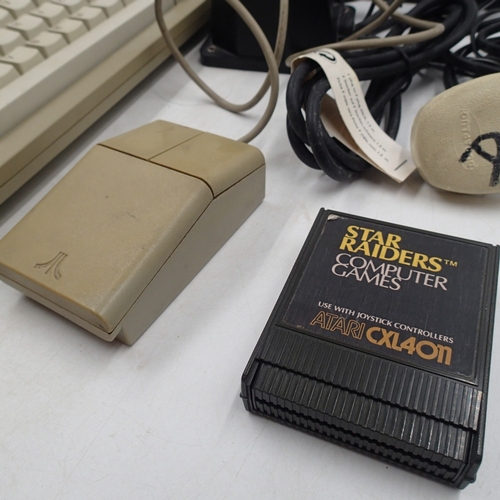 STAR
RAIDERS™
COMPUTER
GAMES
USE WITH JOYSTICK CONTROLLERS
ATARI CXL4011